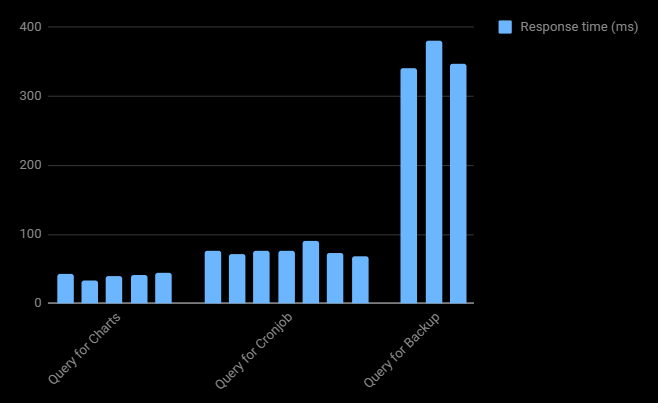 400
Response time (ms)
300
200
100
0
Query for Charts
Query for Cronjob
Query for Backup